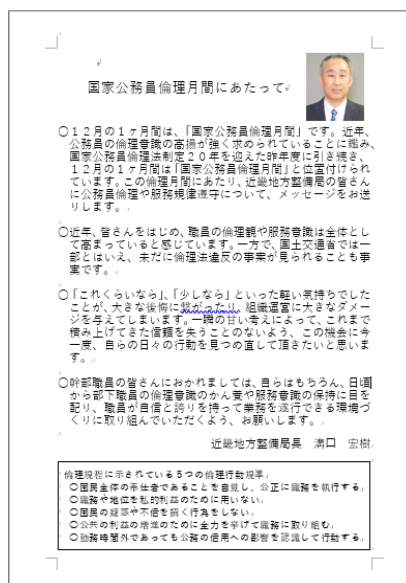 国家公務員倫理月間にあたって
〇12月の1ヶ月間は、「国家公務員倫理月間」です。近年、
公務員の倫理意識の高揚が強く求められていることに鑑み、
国家公務員倫理法制定20年を迎えた昨年度に引き続き、
12月の1ヶ月間は「国家公務員倫理月間」と位置付けられ
ています。この倫理月間にあたり、近畿地方整備局の皆さん
に公務員倫理や服務規律遵守について、メッセージをお送
りします。
〇近年、皆さんをはじめ、職員の倫理観や服務意識は全体とし
て高まっていると感じています。一方で、国土交通省では一
部とはいえ、未だに倫理法違反の事案が見られることも事
実です。
〇「これくらいなら」、「少しなら」といった軽い気持ちでした
ことが、大きな後悔に繋がったり、組織運営に大きなダメー
ジを与えてしまいます。一瞬の甘い考えによって、これまで
積み上げてきた信頼を失うことのないよう、この機会に今
一度、自らの日々の行動を見つめ直して頂きたいと思いま
す。
〇幹部職員の皆さんにおかれましては、自らはもちろん、日頃
から部下職員の倫理意識のかん養や服務意識の保持に目を
配り、職員が自信と誇りを持って業務を遂行できる環境づ
くりに取り組んでいただくよう、お願いします。
近畿地方整備局長 溝口 宏樹
倫理規程に示されている5つの倫理行動規準
〇国民全体の奉仕者であることを自覚し、公正に職務を執行する
〇職務や地位を私的利益のために用いない
〇国民の疑惑や不信を招く行為をしない
〇公共の利益の増進のために全力を挙げて職務に取り組む
〇勤務時間外であっても公務の信用への影響を認識して行動する